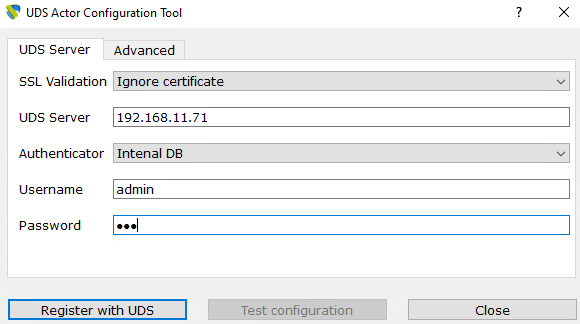 UDS Actor Configuration Tool
UDS Server Advanced
SSL Validation Ignore certificate
UDS Server 192.168.11.71
Authenticator Intenal DB
Username admin
Password •••
Register with UDS Test configuration Close